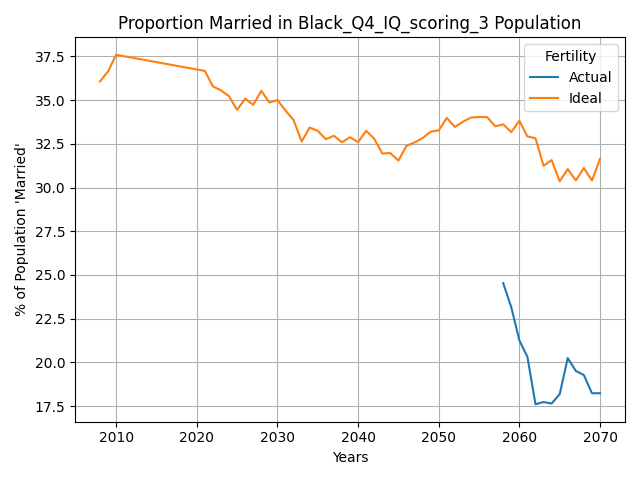 Proportion Married in Black_Q4_IQ_scoring_3 Population
% of Population 'Married'
37.5
35.0
32.5
30.0
27.5
25.0
22.5
20.0
17.5
Fertility
Actual
Ideal
2010 2020 2030 2040 2050 2060 2070
Years